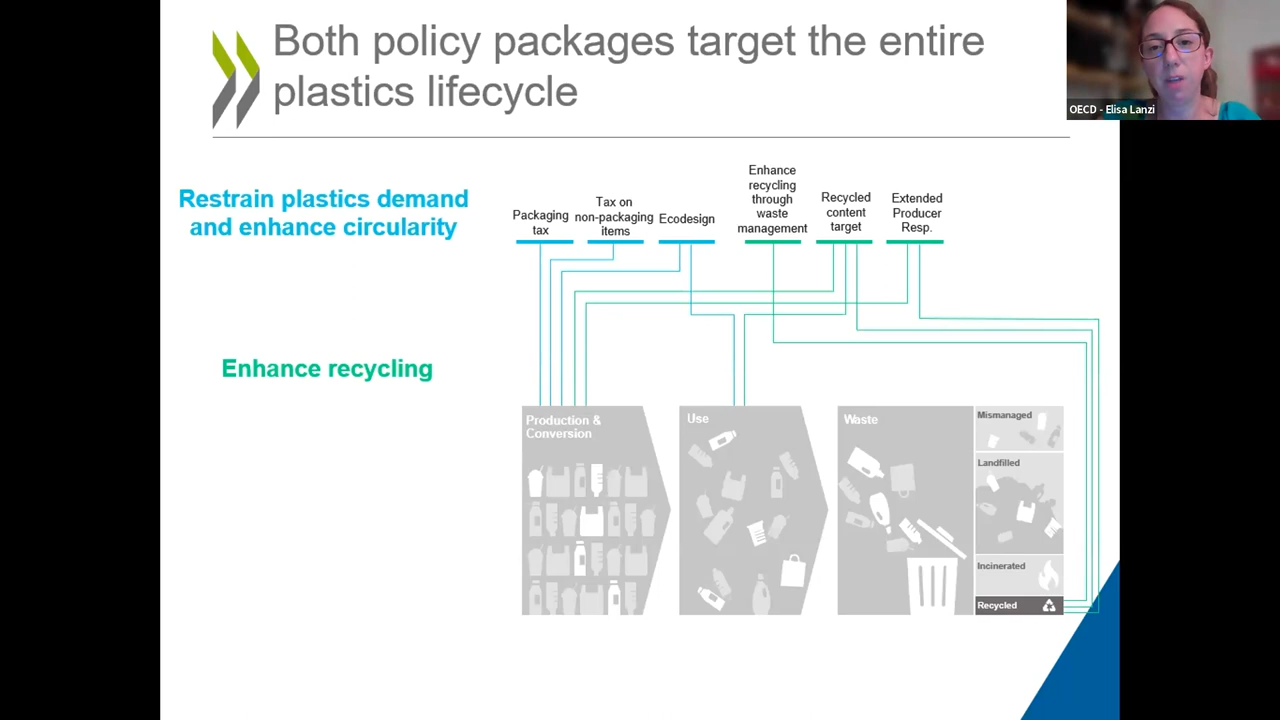 Both policy packages target the entire
plastics lifecycle
OECD - Elisa Lanzi
Restrain plastics demand
and enhance circularity
Packaging
tax
Tax on
non-packaging
items
Ecodesign
Enhance
recycling
through
waste
management
Recycled
content
target
Extended
Producer
Resp.
Enhance recycling
Production &
Conversion
Use
Waste
Mismanaged
Landfilled
Incinerated
Recycled